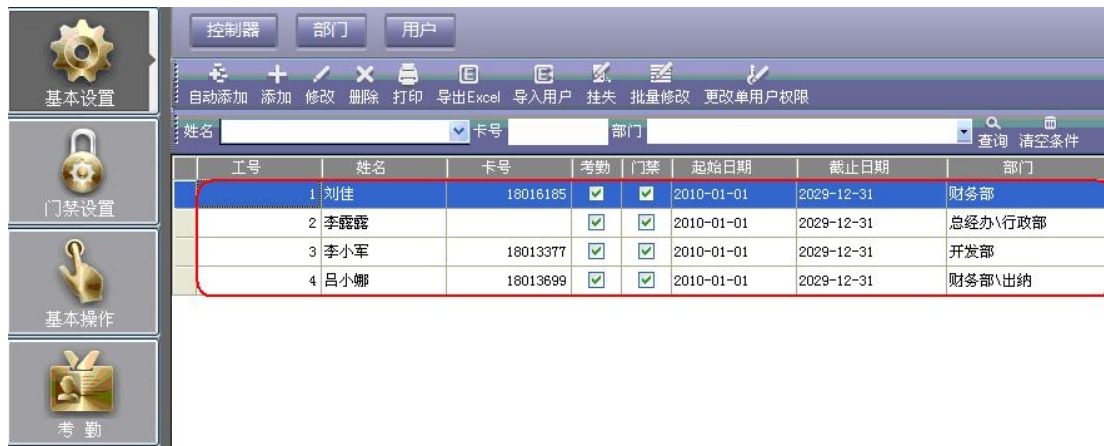 控制器 部门 用户
自动添加 添加 修改 删除 打印 导出Excel 导入用户 挂失 批量修改 更改单用户权限
姓名 卡号 部门 查询 清空条件
工号 姓名 卡号 考勤 门禁 起始日期 截止日期 部门
1 刘佳 18016185 2010-01-01 2029-12-31 财务部
2 李露露 2010-01-01 2029-12-31 总经办\行政部
3 李小军 18013377 2010-01-01 2029-12-31 开发部
4 吕小娜 18013699 2010-01-01 2029-12-31 财务部\出纳
基本设置
门禁设置
基本操作
考 勤